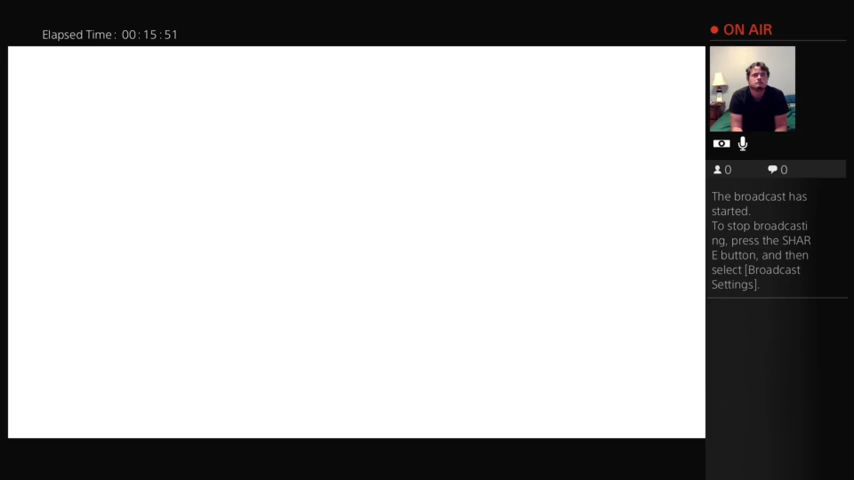 Elapsed Time: 00:15:51
ON AIR
0
0
The broadcast has
started.
To stop broadcasti
ng, press the SHAR
E button, and then
select [Broadcast
Settings].